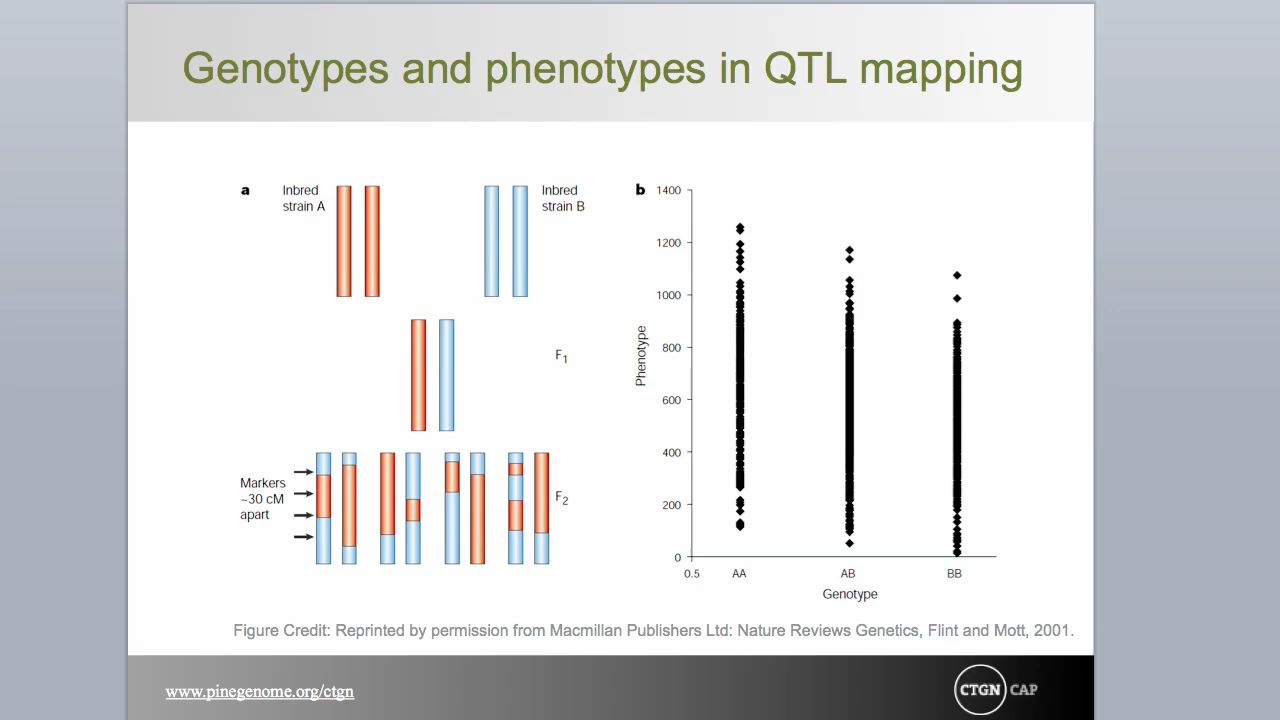 Genotypes and phenotypes in QTL mapping
a
Inbred
strain A
Inbred
strain B
F1
Markers
~30 cM
apart
F2
b
1400
1200
1000
800
600
400
200
0
Phenotype
0.5 AA AB BB
Genotype
Figure Credit: Reprinted by permission from Macmillan Publishers Ltd: Nature Reviews Genetics, Flint and Mott, 2001.
www.pinegenome.org/ctgn
CTGN CAP